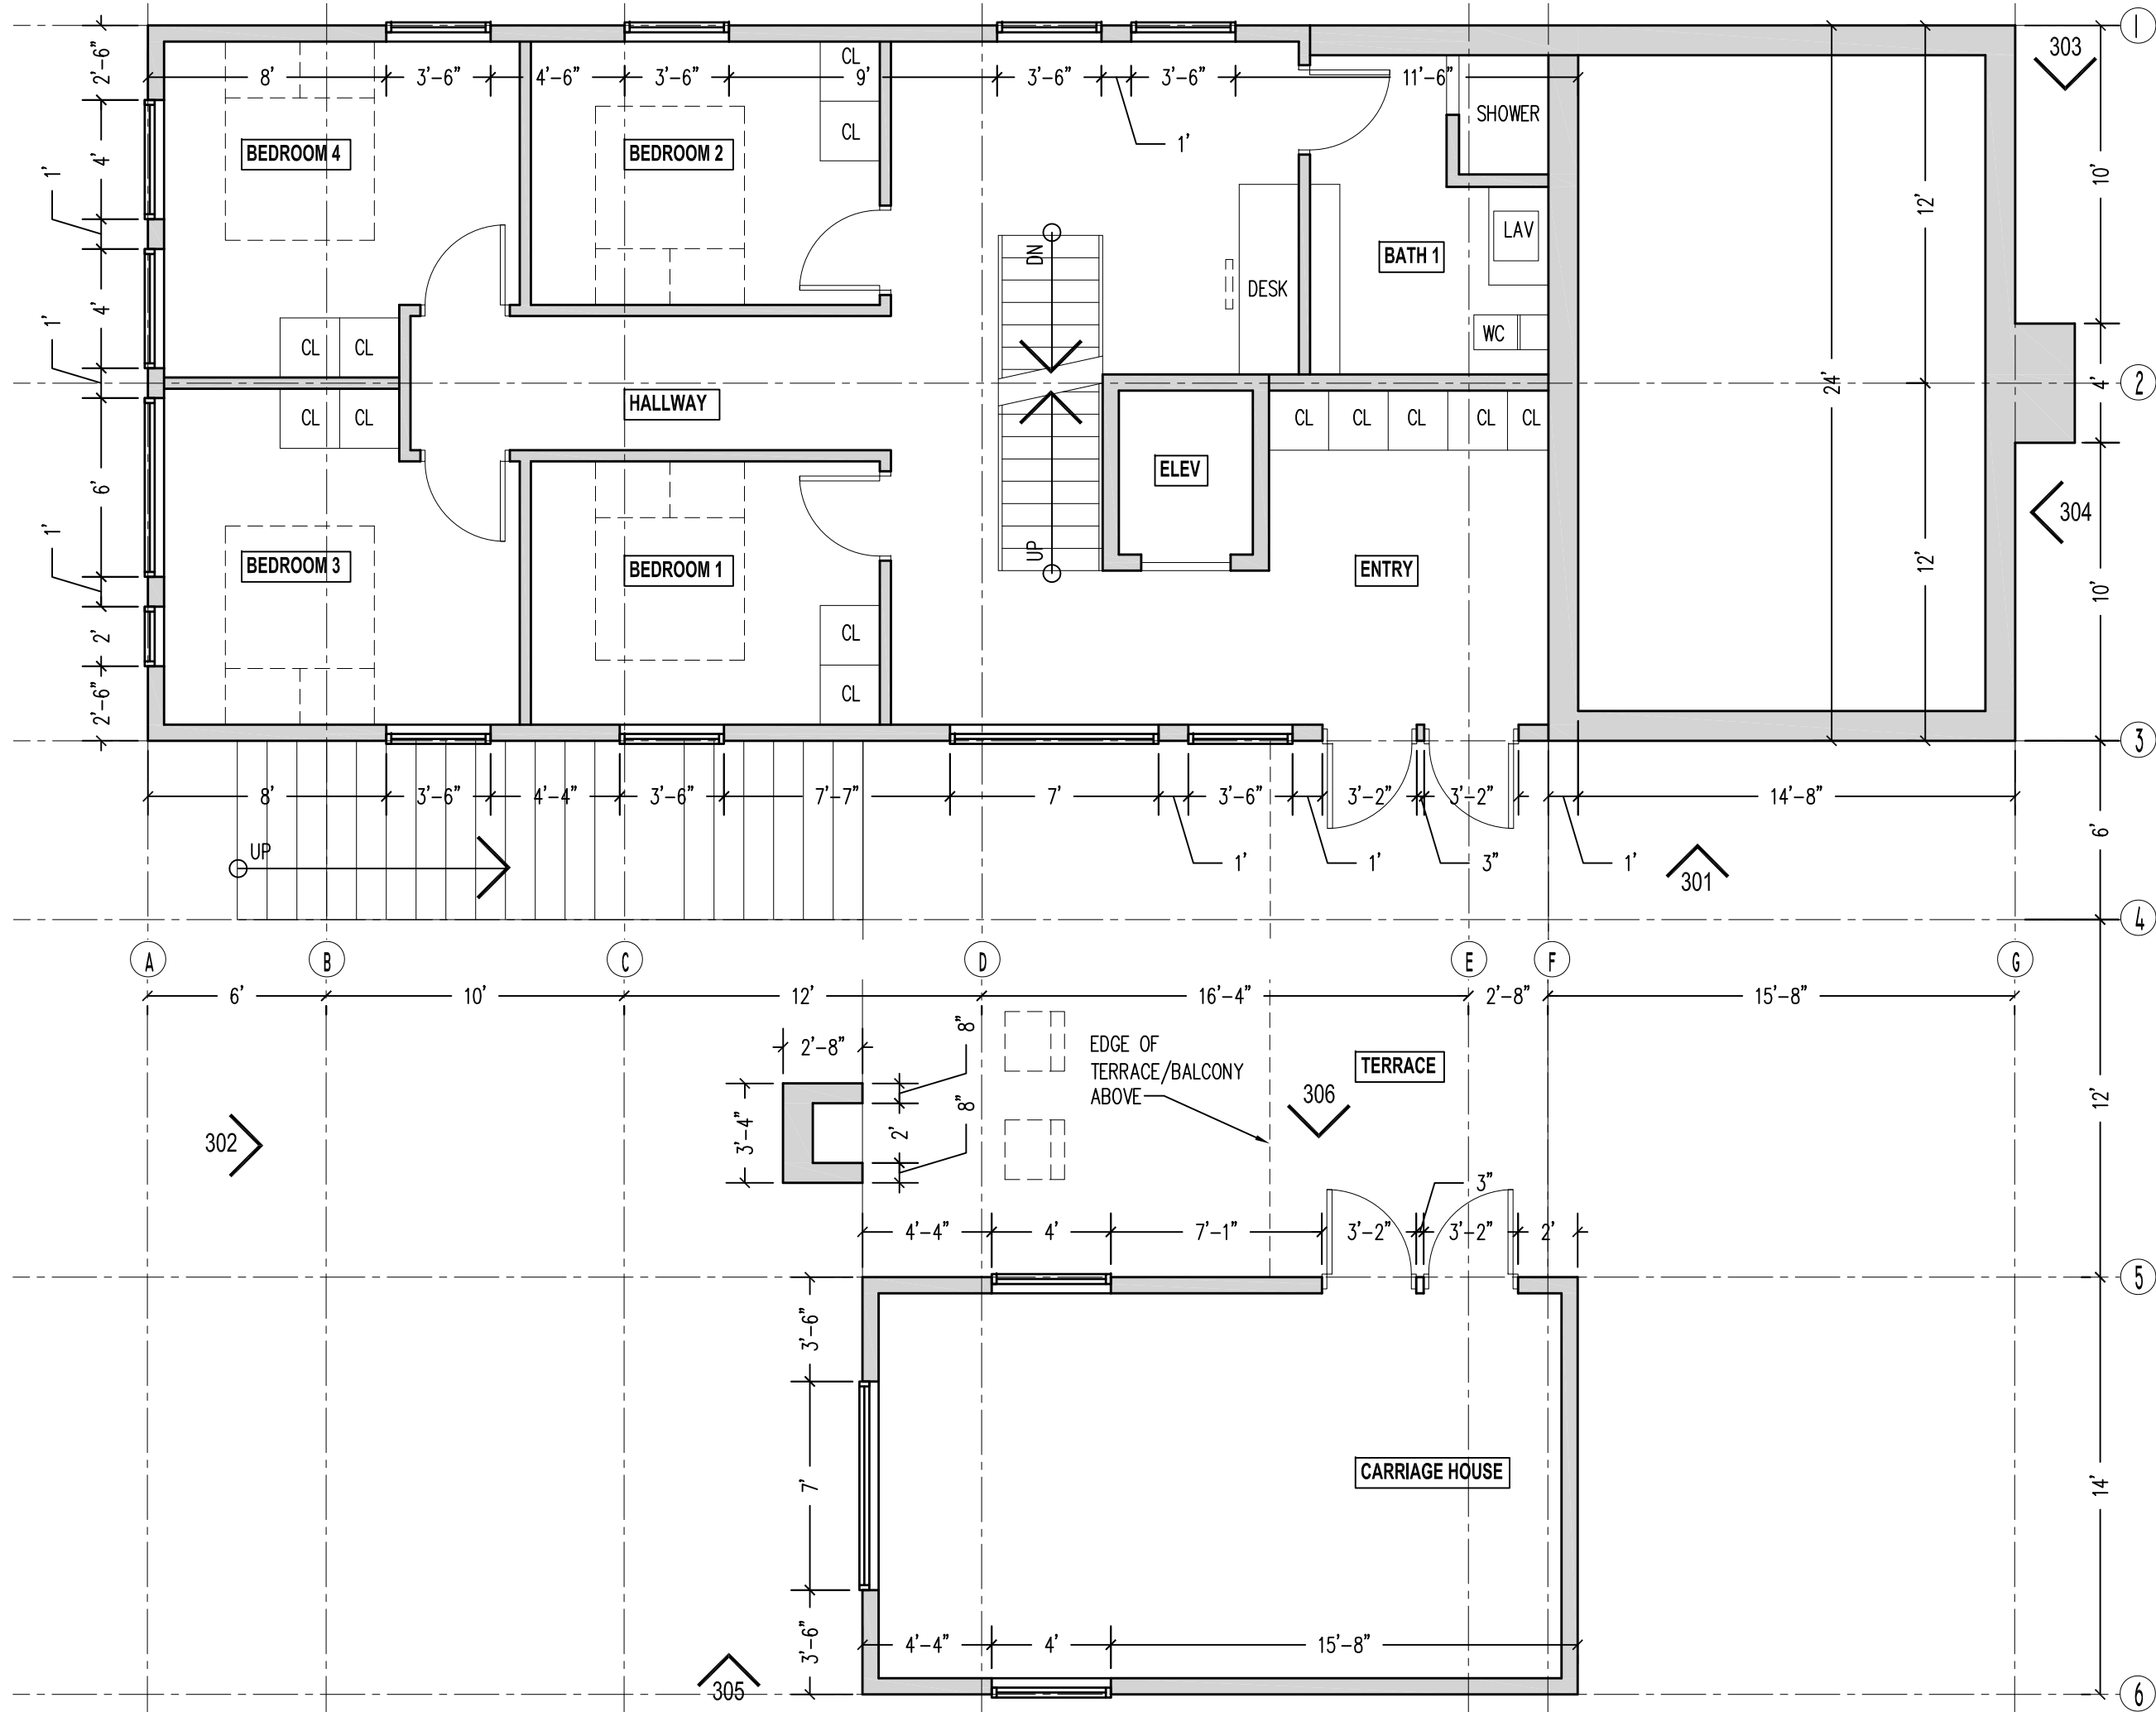 1
303
2'-6"
8'
3'-6"
4'-6"
3'-6"
CL
9'
3'-6"
3'-6"
11'-6"
SHOWER
CL
1'
BEDROOM 4
BEDROOM 2
4'
1'
10'
12'
LAV
BATH 1
DN
DESK
4'
1'
WC
CL
CL
2
4'
24'
HALLWAY
CL
CL
CL
CL
CL
CL
CL
ELEV
6'
304
1'
UP
BEDROOM 3
BEDROOM 1
ENTRY
12'
10'
2'
CL
CL
2'-6"
3
8'
3'-6"
4'-4"
3'-6"
7'-7"
7'
3'-6"
3'-2"
3'-2"
14'-8"
6'
UP
1'
1'
3"
1'
301
4
A
B
C
D
E
F
G
6'
10'
12'
16'-4"
2'-8"
15'-8"
2'-8"
8"
EDGE OF
TERRACE/BALCONY
ABOVE
TERRACE
306
12'
302
3'-4"
2'
8"
3"
4'-4"
4'
7'-1"
3'-2"
3'-2"
2'
5
3'-6"
7'
CARRIAGE HOUSE
14'
3'-6"
4'-4"
4'
15'-8"
305
6